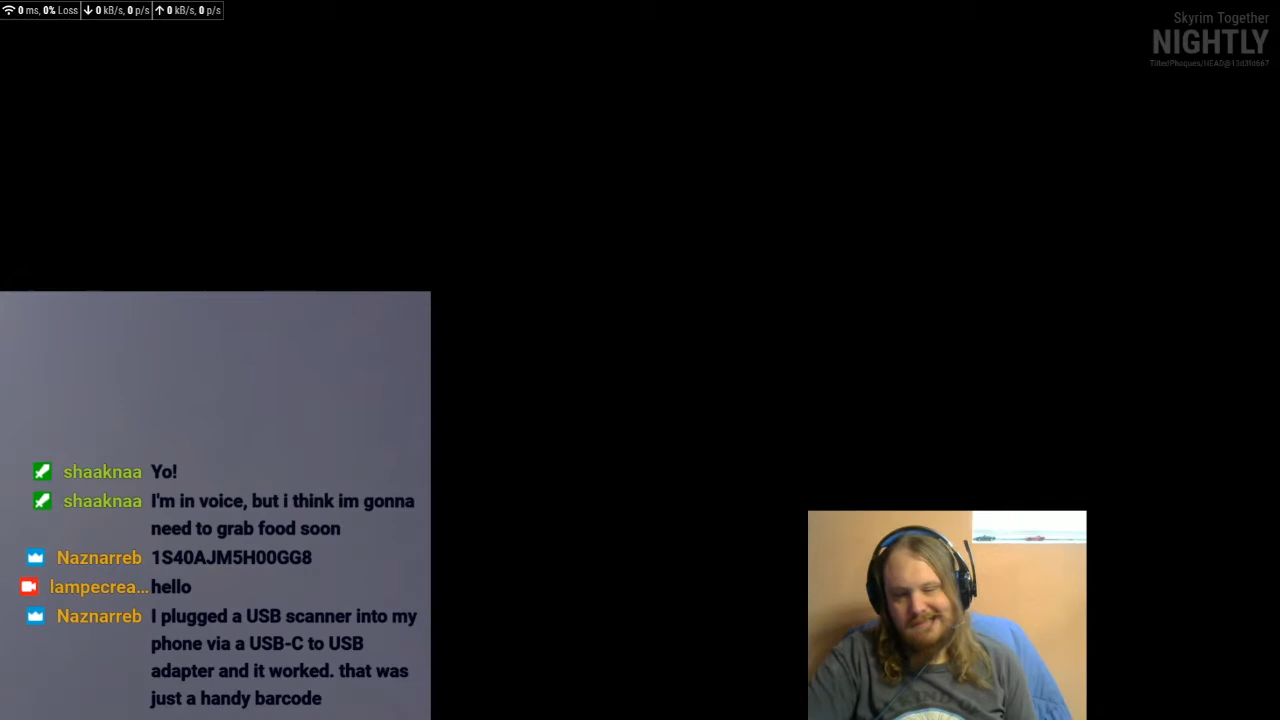 0 ms, 0% Loss 0 kB/s, 0 p/s 0 kB/s, 0 p/s
Skyrim Together
NIGHTLY
shaaknaa Yo!
shaaknaa I'm in voice, but i think im gonna
need to grab food soon
Naznarreb 1S40AJM5H00GG8
lampecrea... hello
Naznarreb I plugged a USB scanner into my
phone via a USB-C to USB
adapter and it worked. that was
just a handy barcode